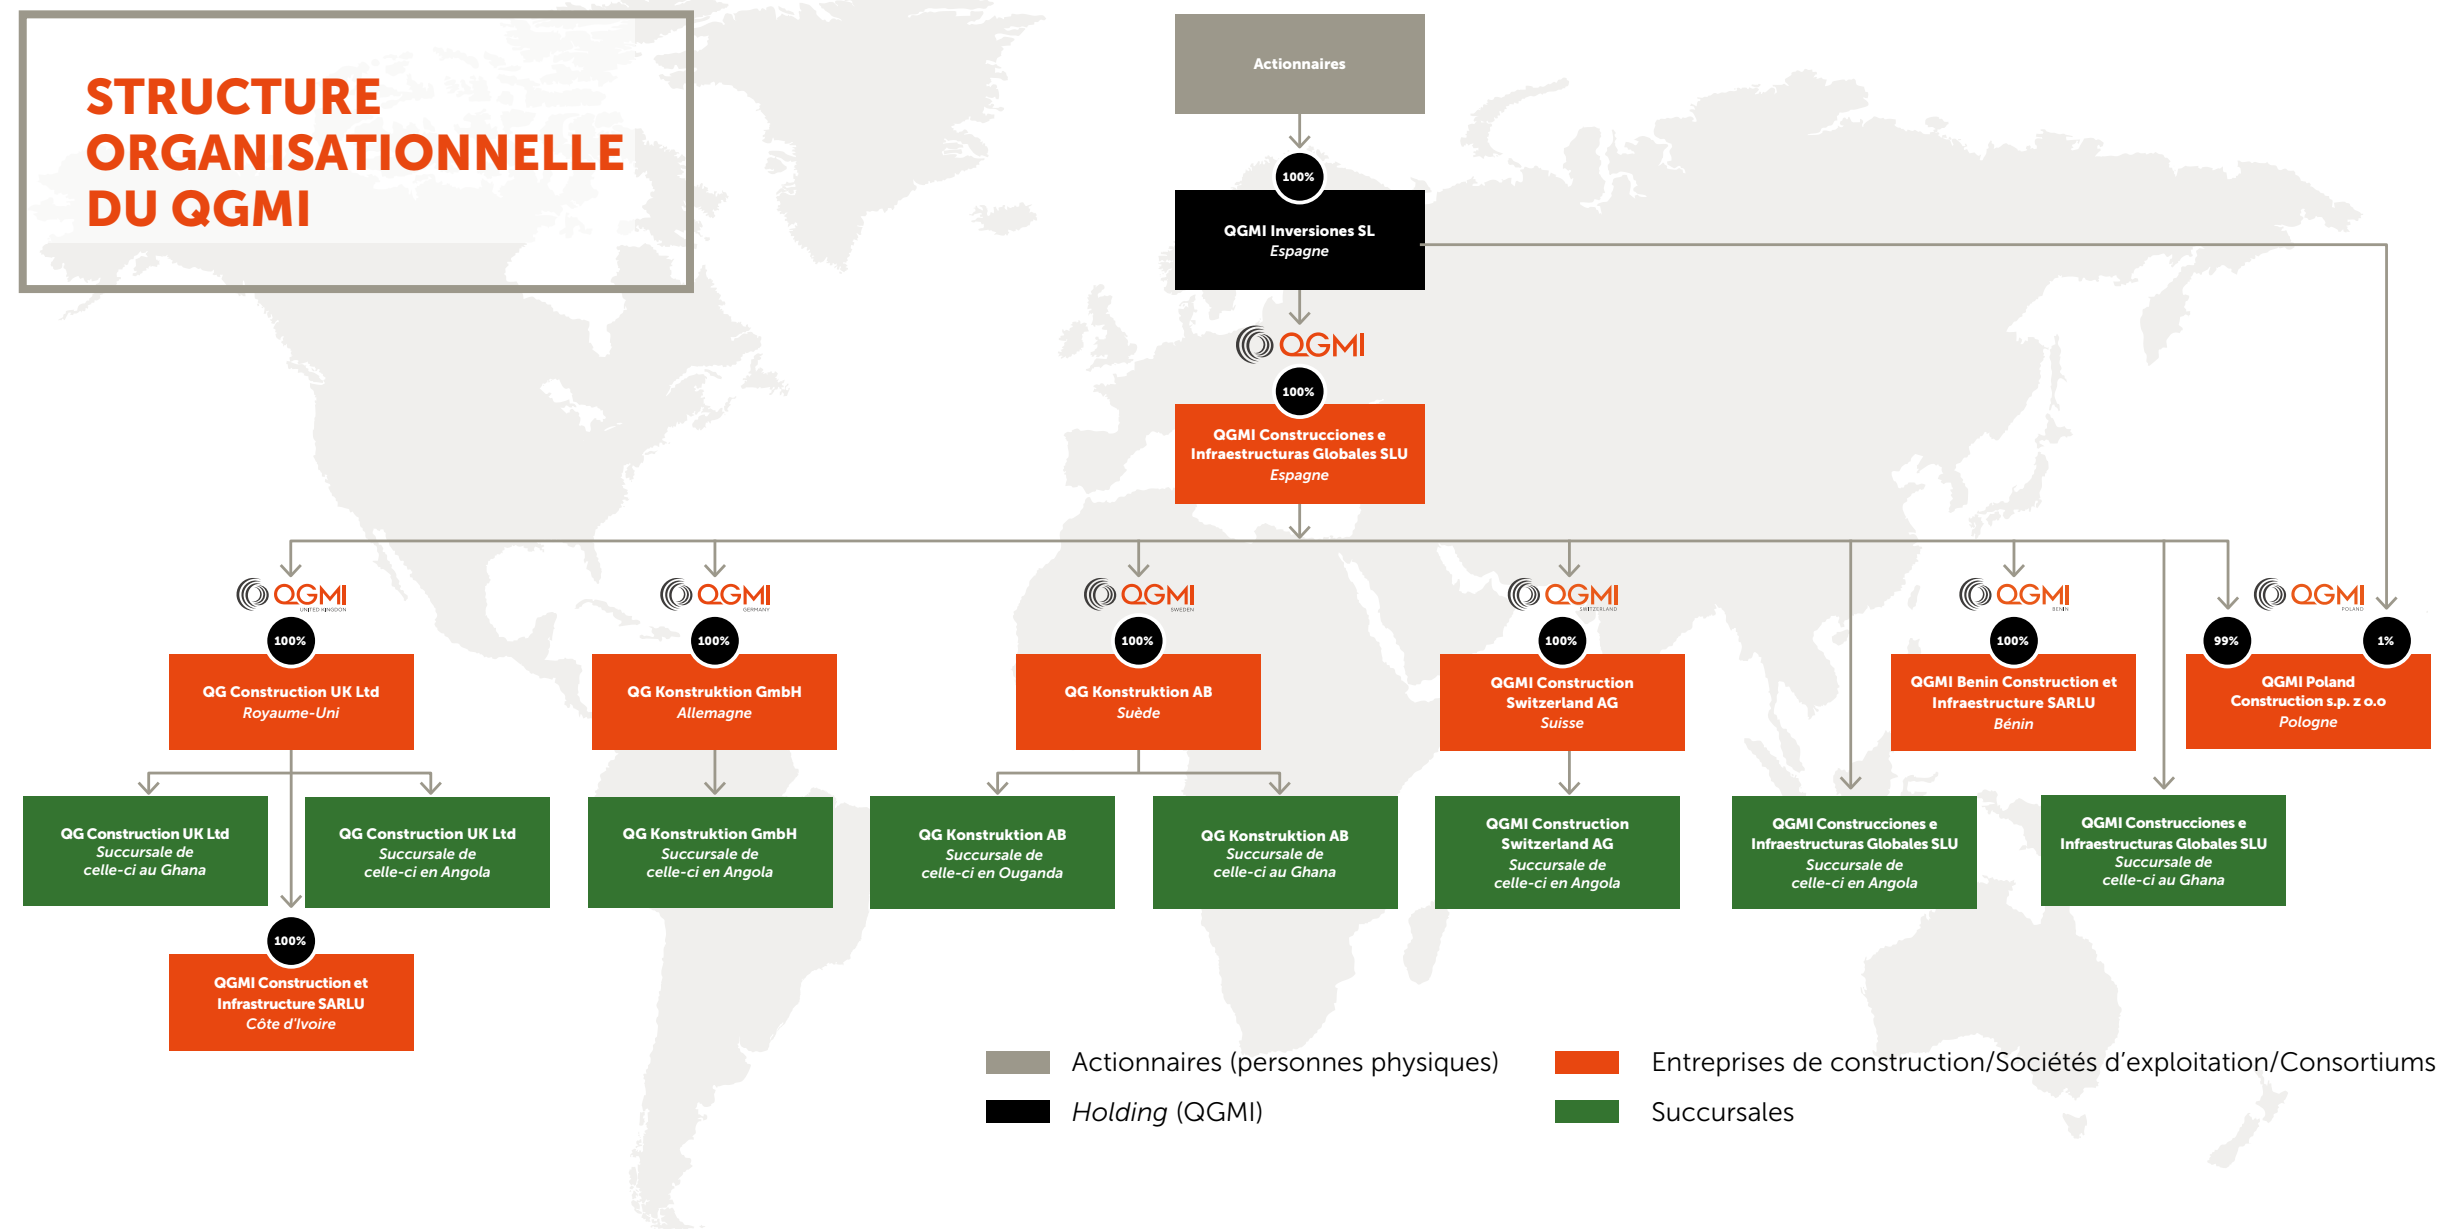 STRUCTURE
ORGANISATIONNELLE
DU QGMI
Actionnaires
100%
QGMI Inversiones SL
Espagne
QGMI
100%
QGMI Construcciones e
Infraestructuras Globales SLU
Espagne
QGMI
UNITED KINGDON
100%
QG Construction UK Ltd
Royaume-Uni
QGMI
GERMANY
100%
QG Konstruktion GmbH
Allemagne
QGMI
SWEDEN
100%
QG Konstruktion AB
Suède
QGMI
SWITZERLAND
100%
QGMI Construction
Switzerland AG
Suisse
QGMI
BENIN
100%
QGMI Benin Construction et
Infraestructure SARLU
Bénin
QGMI
POLAND
99%
1%
QGMI Poland
Construction s.p. z o.o
Pologne
QG Construction UK Ltd
Succursale de
celle-ci au Ghana
QG Construction UK Ltd
Succursale de
celle-ci en Angola
QG Konstruktion GmbH
Succursale de
celle-ci en Angola
QG Konstruktion AB
Succursale de
celle-ci en Ouganda
QG Konstruktion AB
Succursale de
celle-ci au Ghana
QGMI Construction
Switzerland AG
Succursale de
celle-ci en Angola
QGMI Construcciones e
Infraestructuras Globales SLU
Succursale de
celle-ci en Angola
QGMI Construcciones e
Infraestructuras Globales SLU
Succursale de
celle-ci au Ghana
100%
QGMI Construction et
Infrastructure SARLU
Côte d'Ivoire
Actionnaires (personnes physiques)
Holding (QGMI)
Entreprises de construction/Sociétés d’exploitation/Consortiums
Succursales